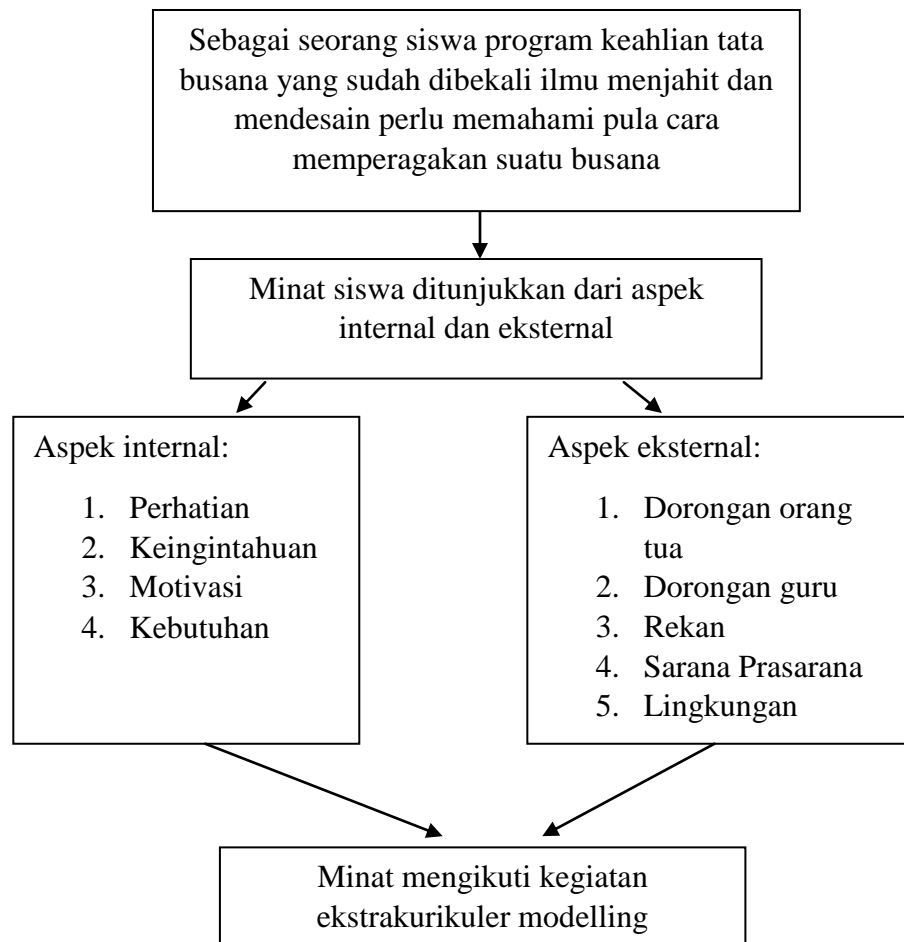 Sebagai seorang siswa program keahlian tata
busana yang sudah dibekali ilmu menjahit dan
mendesain perlu memahami pula cara
memperagakan suatu busana
Minat siswa ditunjukkan dari aspek
internal dan eksternal
Aspek internal:
1. Perhatian
2. Keingintahuan
3. Motivasi
4. Kebutuhan
Aspek eksternal:
1. Dorongan orang
tua
2. Dorongan guru
3. Rekan
4. Sarana Prasarana
5. Lingkungan
Minat mengikuti kegiatan
ekstrakurikuler modelling